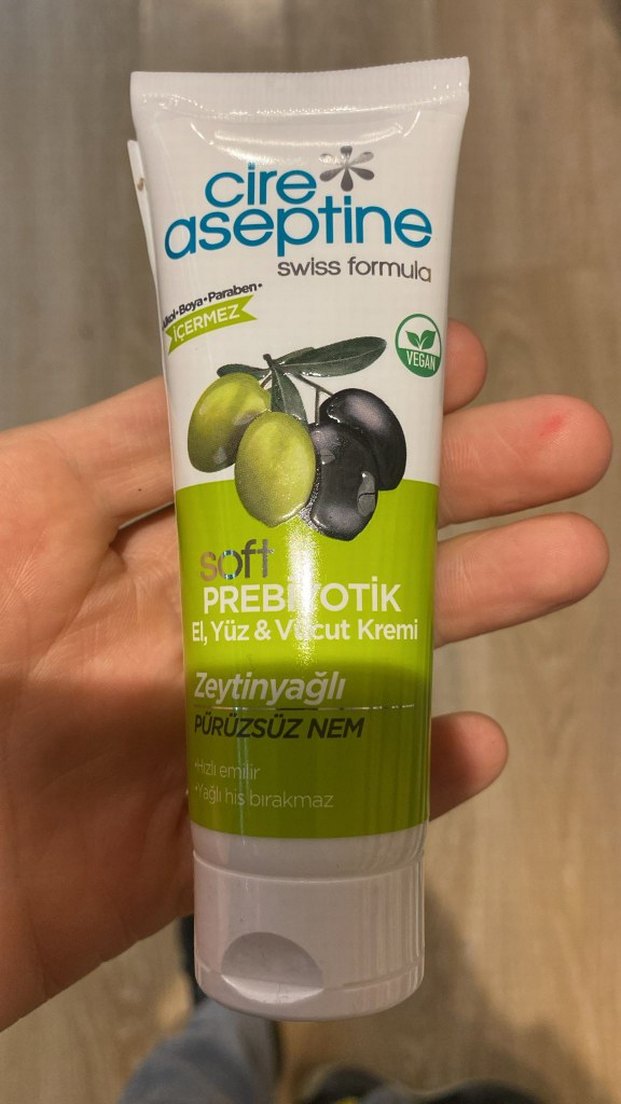 cire
aseptine
swiss formula
Boya • Paraben •
İÇERMEZ
VEGAN
soft
PREBİYOTİK
El, Yüz & Vücut Kremi
Zeytinyağlı
PÜRÜZSÜZ NEM
•Hızlı emilir
•Yağlı his bırakmaz